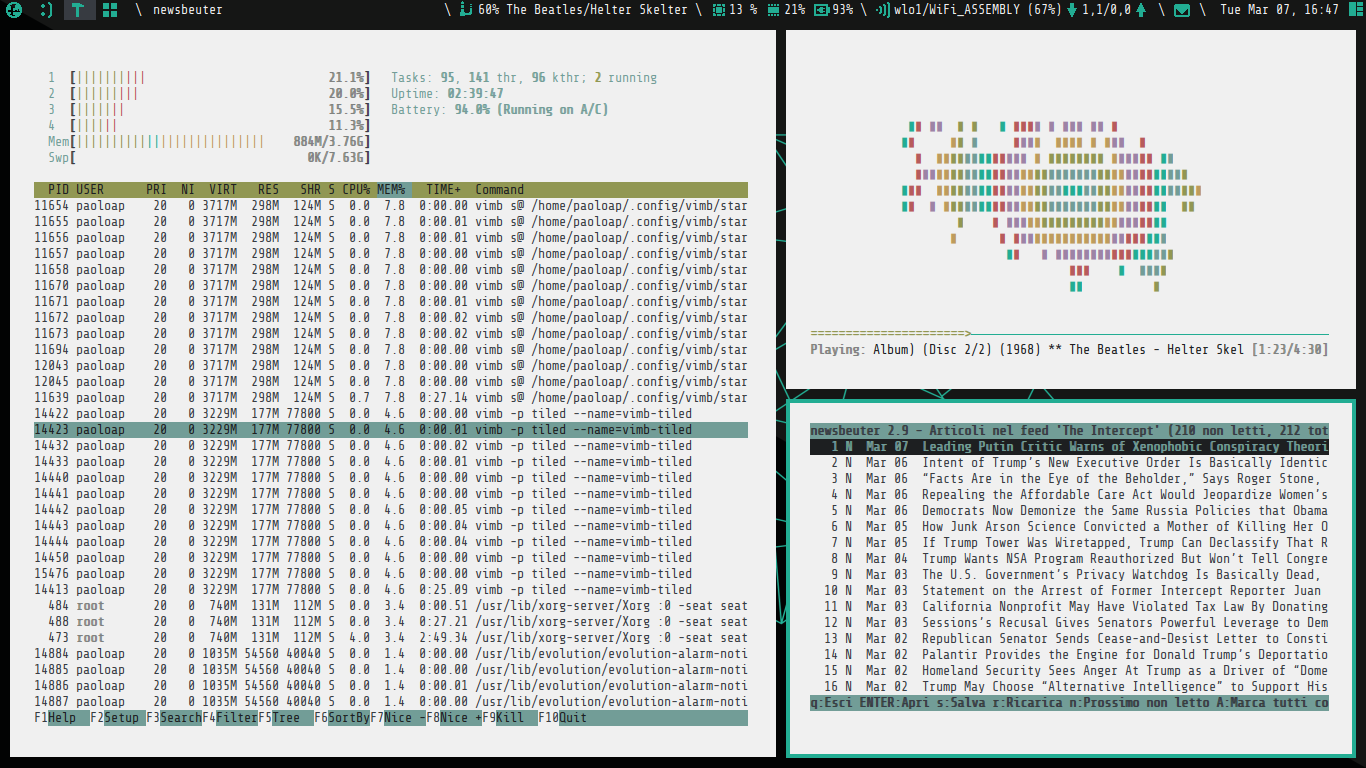 \ newsbeuter \ 60% The Beatles/Helter Skelter \ 13 % 21% 93% \ wlo1/WiFi_ASSEMBLY (67%) 1,1/0,0 \ \ Tue Mar 07, 16:47
1 [|||||||||| 21.1%] Tasks: 95, 141 thr, 96 kthr; 2 running
2 [||||||||| 20.0%] Uptime: 02:39:47
3 [||||||| 15.5%] Battery: 94.0% (Running on A/C)
4 [|||||| 11.3%]
Mem[||||||||||||||||||||||||||| 884M/3.76G]
Swp[ 0K/7.63G]
PID USER PRI NI VIRT RES SHR S CPU% MEM% TIME+ Command
11654 paoloap 20 0 3717M 298M 124M S 0.0 7.8 0:00.00 vimb s@ /home/paoloap/.config/vimb/star
11655 paoloap 20 0 3717M 298M 124M S 0.0 7.8 0:00.01 vimb s@ /home/paoloap/.config/vimb/star
11656 paoloap 20 0 3717M 298M 124M S 0.0 7.8 0:00.01 vimb s@ /home/paoloap/.config/vimb/star
11657 paoloap 20 0 3717M 298M 124M S 0.0 7.8 0:00.01 vimb s@ /home/paoloap/.config/vimb/star
11658 paoloap 20 0 3717M 298M 124M S 0.0 7.8 0:00.01 vimb s@ /home/paoloap/.config/vimb/star
11670 paoloap 20 0 3717M 298M 124M S 0.0 7.8 0:00.00 vimb s@ /home/paoloap/.config/vimb/star
11671 paoloap 20 0 3717M 298M 124M S 0.0 7.8 0:00.01 vimb s@ /home/paoloap/.config/vimb/star
11672 paoloap 20 0 3717M 298M 124M S 0.0 7.8 0:00.02 vimb s@ /home/paoloap/.config/vimb/star
11673 paoloap 20 0 3717M 298M 124M S 0.0 7.8 0:00.02 vimb s@ /home/paoloap/.config/vimb/star
11694 paoloap 20 0 3717M 298M 124M S 0.0 7.8 0:00.00 vimb s@ /home/paoloap/.config/vimb/star
12043 paoloap 20 0 3717M 298M 124M S 0.0 7.8 0:00.00 vimb s@ /home/paoloap/.config/vimb/star
12045 paoloap 20 0 3717M 298M 124M S 0.0 7.8 0:00.00 vimb s@ /home/paoloap/.config/vimb/star
11639 paoloap 20 0 3717M 298M 124M S 0.7 7.8 0:27.14 vimb s@ /home/paoloap/.config/vimb/star
14422 paoloap 20 0 3229M 177M 77800 S 0.0 4.6 0:00.00 vimb -p tiled --name=vimb-tiled
14423 paoloap 20 0 3229M 177M 77800 S 0.0 4.6 0:00.01 vimb -p tiled --name=vimb-tiled
14432 paoloap 20 0 3229M 177M 77800 S 0.0 4.6 0:00.01 vimb -p tiled --name=vimb-tiled
14433 paoloap 20 0 3229M 177M 77800 S 0.0 4.6 0:00.01 vimb -p tiled --name=vimb-tiled
14440 paoloap 20 0 3229M 177M 77800 S 0.0 4.6 0:00.00 vimb -p tiled --name=vimb-tiled
14441 paoloap 20 0 3229M 177M 77800 S 0.0 4.6 0:00.00 vimb -p tiled --name=vimb-tiled
14442 paoloap 20 0 3229M 177M 77800 S 0.0 4.6 0:00.05 vimb -p tiled --name=vimb-tiled
14443 paoloap 20 0 3229M 177M 77800 S 0.0 4.6 0:00.04 vimb -p tiled --name=vimb-tiled
14444 paoloap 20 0 3229M 177M 77800 S 0.0 4.6 0:00.04 vimb -p tiled --name=vimb-tiled
14450 paoloap 20 0 3229M 177M 77800 S 0.0 4.6 0:00.00 vimb -p tiled --name=vimb-tiled
15476 paoloap 20 0 3229M 177M 77800 S 0.0 4.6 0:00.00 vimb -p tiled --name=vimb-tiled
14413 paoloap 20 0 3229M 177M 77800 S 0.0 4.6 0:25.09 vimb -p tiled --name=vimb-tiled
484 root 20 0 740M 131M 112M S 0.0 3.4 0:00.51 /usr/lib/xorg-server/Xorg :0 -seat seat
488 root 20 0 740M 131M 112M S 0.0 3.4 0:27.21 /usr/lib/xorg-server/Xorg :0 -seat seat
473 root 20 0 740M 131M 112M S 4.0 3.4 2:49.34 /usr/lib/xorg-server/Xorg :0 -seat seat
14884 paoloap 20 0 1035M 54560 40040 S 0.0 1.4 0:00.00 /usr/lib/evolution/evolution-alarm-noti
14885 paoloap 20 0 1035M 54560 40040 S 0.0 1.4 0:00.00 /usr/lib/evolution/evolution-alarm-noti
14886 paoloap 20 0 1035M 54560 40040 S 0.0 1.4 0:00.01 /usr/lib/evolution/evolution-alarm-noti
14887 paoloap 20 0 1035M 54560 40040 S 0.0 1.4 0:00.00 /usr/lib/evolution/evolution-alarm-noti
F1Help F2Setup F3SearchF4FilterF5Tree F6SortByF7Nice -F8Nice +F9Kill F10Quit
======================>
Playing: Album) (Disc 2/2) (1968) ** The Beatles - Helter Skel [1:23/4:30]
newsbeuter 2.9 - Articoli nel feed 'The Intercept' (210 non letti, 212 tot
1 N Mar 07 Leading Putin Critic Warns of Xenophobic Conspiracy Theori
2 N Mar 06 Intent of Trump’s New Executive Order Is Basically Identic
3 N Mar 06 “Facts Are in the Eye of the Beholder,” Says Roger Stone,
4 N Mar 06 Repealing the Affordable Care Act Would Jeopardize Women’s
5 N Mar 06 Democrats Now Demonize the Same Russia Policies that Obama
6 N Mar 05 How Junk Arson Science Convicted a Mother of Killing Her O
7 N Mar 05 If Trump Tower Was Wiretapped, Trump Can Declassify That R
8 N Mar 04 Trump Wants NSA Program Reauthorized But Won’t Tell Congre
9 N Mar 03 The U.S. Government’s Privacy Watchdog Is Basically Dead,
10 N Mar 03 Statement on the Arrest of Former Intercept Reporter Juan
11 N Mar 03 California Nonprofit May Have Violated Tax Law By Donating
12 N Mar 03 Sessions’s Recusal Gives Senators Powerful Leverage to Dem
13 N Mar 02 Republican Senator Sends Cease-and-Desist Letter to Consti
14 N Mar 02 Palantir Provides the Engine for Donald Trump’s Deportatio
15 N Mar 02 Homeland Security Sees Anger At Trump as a Driver of “Dome
16 N Mar 02 Trump May Choose “Alternative Intelligence” to Support His
q:Esci ENTER:Apri s:Salva r:Ricarica n:Prossimo non letto A:Marca tutti co